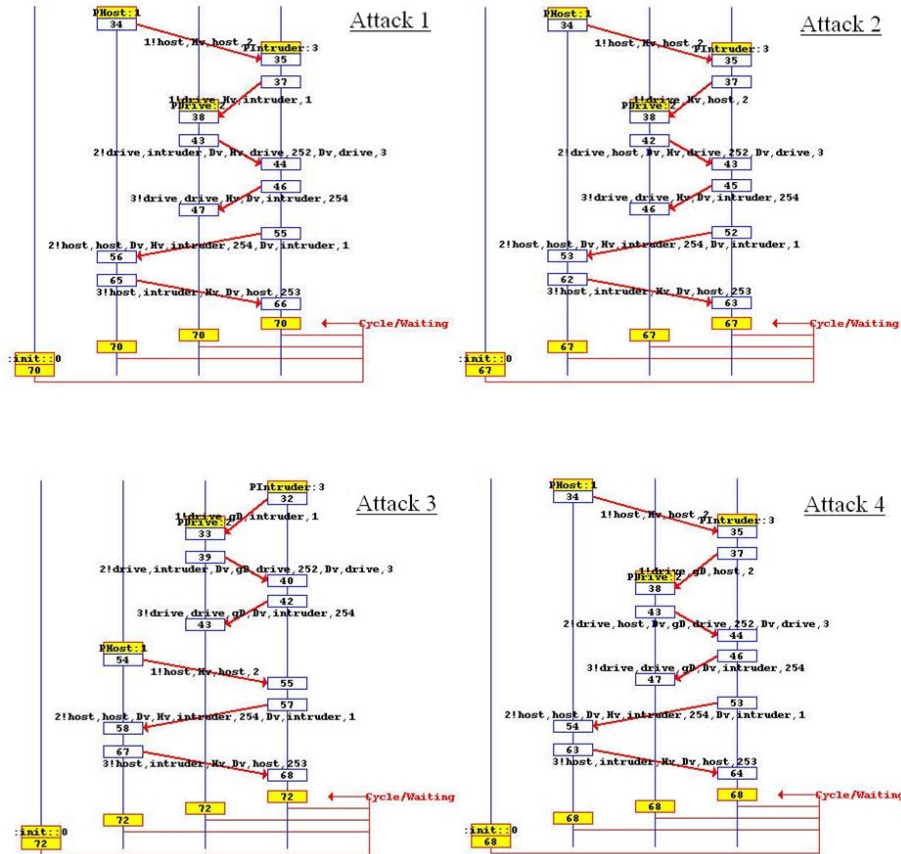 Attack 1
PHost:1
34
1!host,Hv,host,2
PIntruder:3
35
37
1!drive,Hv,intruder,1
PDrive:2
38
43
2!drive,intruder,Dv,Hv,drive,252,Dv,drive,3
44
46
3!drive,drive,Hv,Dv,intruder,254
47
55
2!host,host,Dv,Hv,intruder,254,Dv,intruder,1
56
65
3!host,intruder,Hv,Dv,host,253
66
70
Cycle/Waiting
70
70
:init::0
70
Attack 2
PHost:1
34
1!host,Hv,host,2
PIntruder:3
35
37
1!drive,Hv,host,2
PDrive:2
38
42
2!drive,host,Dv,Hv,drive,252,Dv,drive,3
43
45
3!drive,drive,Hv,Dv,intruder,254
46
52
2!host,host,Dv,Hv,intruder,254,Dv,intruder,1
53
62
3!host,intruder,Hv,Dv,host,253
63
67
Cycle/Waiting
67
67
:init::0
67
Attack 3
PIntruder:3
32
1!drive,gD,intruder,1
PDrive:2
33
39
2!drive,intruder,Dv,gD,drive,252,Dv,drive,3
40
42
3!drive,drive,gD,Dv,intruder,254
43
PHost:1
54
1!host,Hv,host,2
55
57
2!host,host,Dv,Hv,intruder,254,Dv,intruder,1
58
67
3!host,intruder,Hv,Dv,host,253
68
72
Cycle/Waiting
72
72
:init::0
72
Attack 4
PHost:1
34
1!host,Hv,host,2
PIntruder:3
35
37
1!drive,gD,host,2
PDrive:2
38
43
2!drive,host,Dv,gD,drive,252,Dv,drive,3
44
46
3!drive,drive,gD,Dv,intruder,254
47
53
2!host,host,Dv,Hv,intruder,254,Dv,intruder,1
54
63
3!host,intruder,Hv,Dv,host,253
64
68
Cycle/Waiting
68
68
:init::0
68